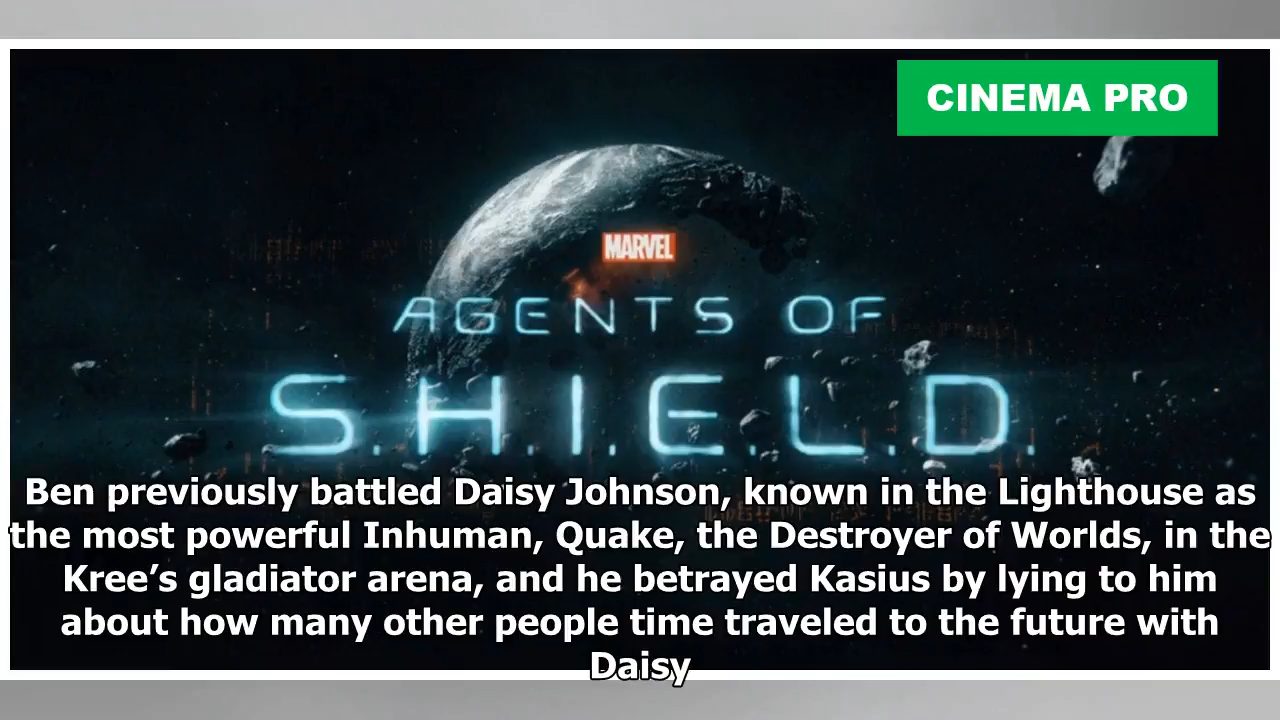 CINEMA PRO
MARVEL
AGENTS OF
S.H.I.E.L.D.
Ben previously battled Daisy Johnson, known in the Lighthouse as
the most powerful Inhuman, Quake, the Destroyer of Worlds, in the
Kree’s gladiator arena, and he betrayed Kasius by lying to him
about how many other people time traveled to the future with
Daisy